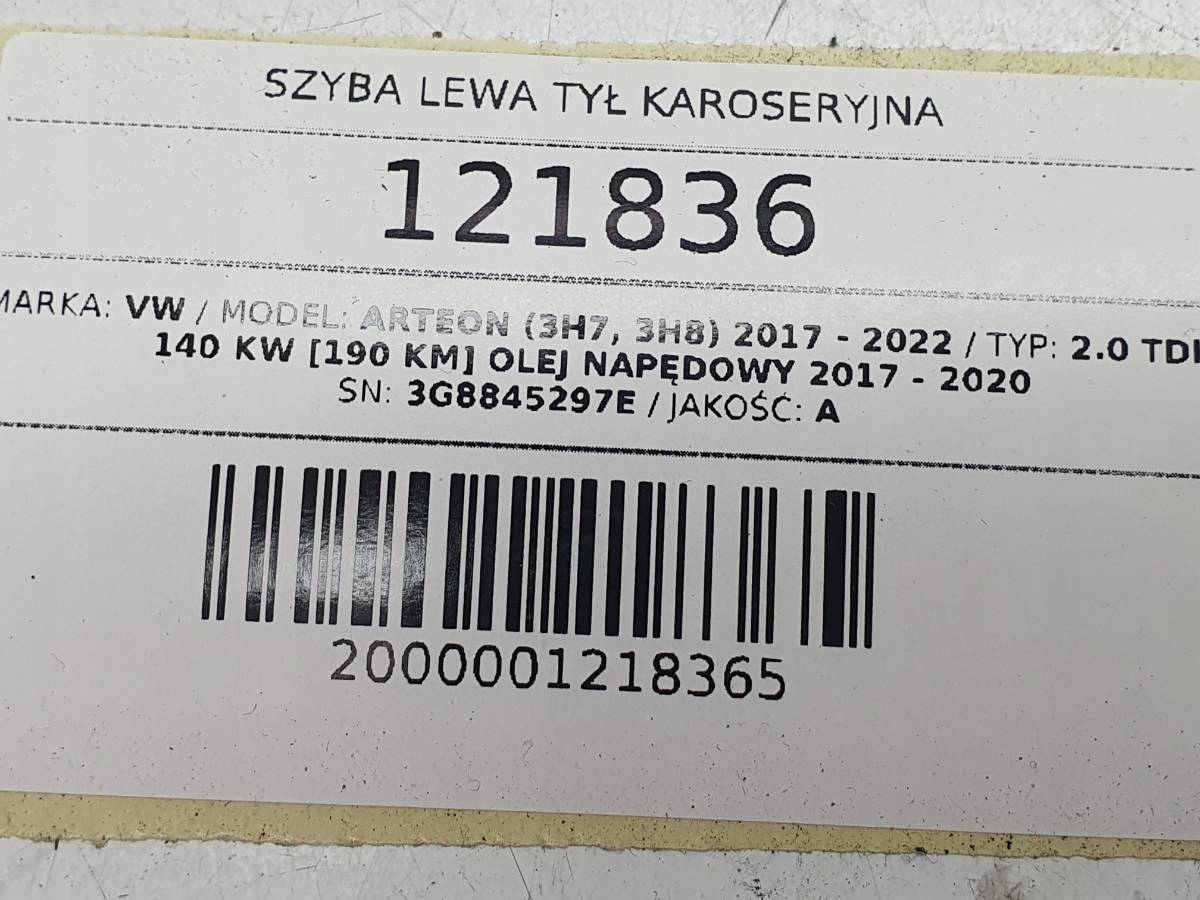 SZYBA LEWA TYŁ KAROSERYJNA
121836
MARKA: VW / MODEL: ARTEON (3H7, 3H8) 2017 - 2022 / TYP: 2.0 TDI
140 KW [190 KM] OLEJ NAPĘDOWY 2017 - 2020
SN: 3G8845297E / JAKOŚĆ: A
2000001218365